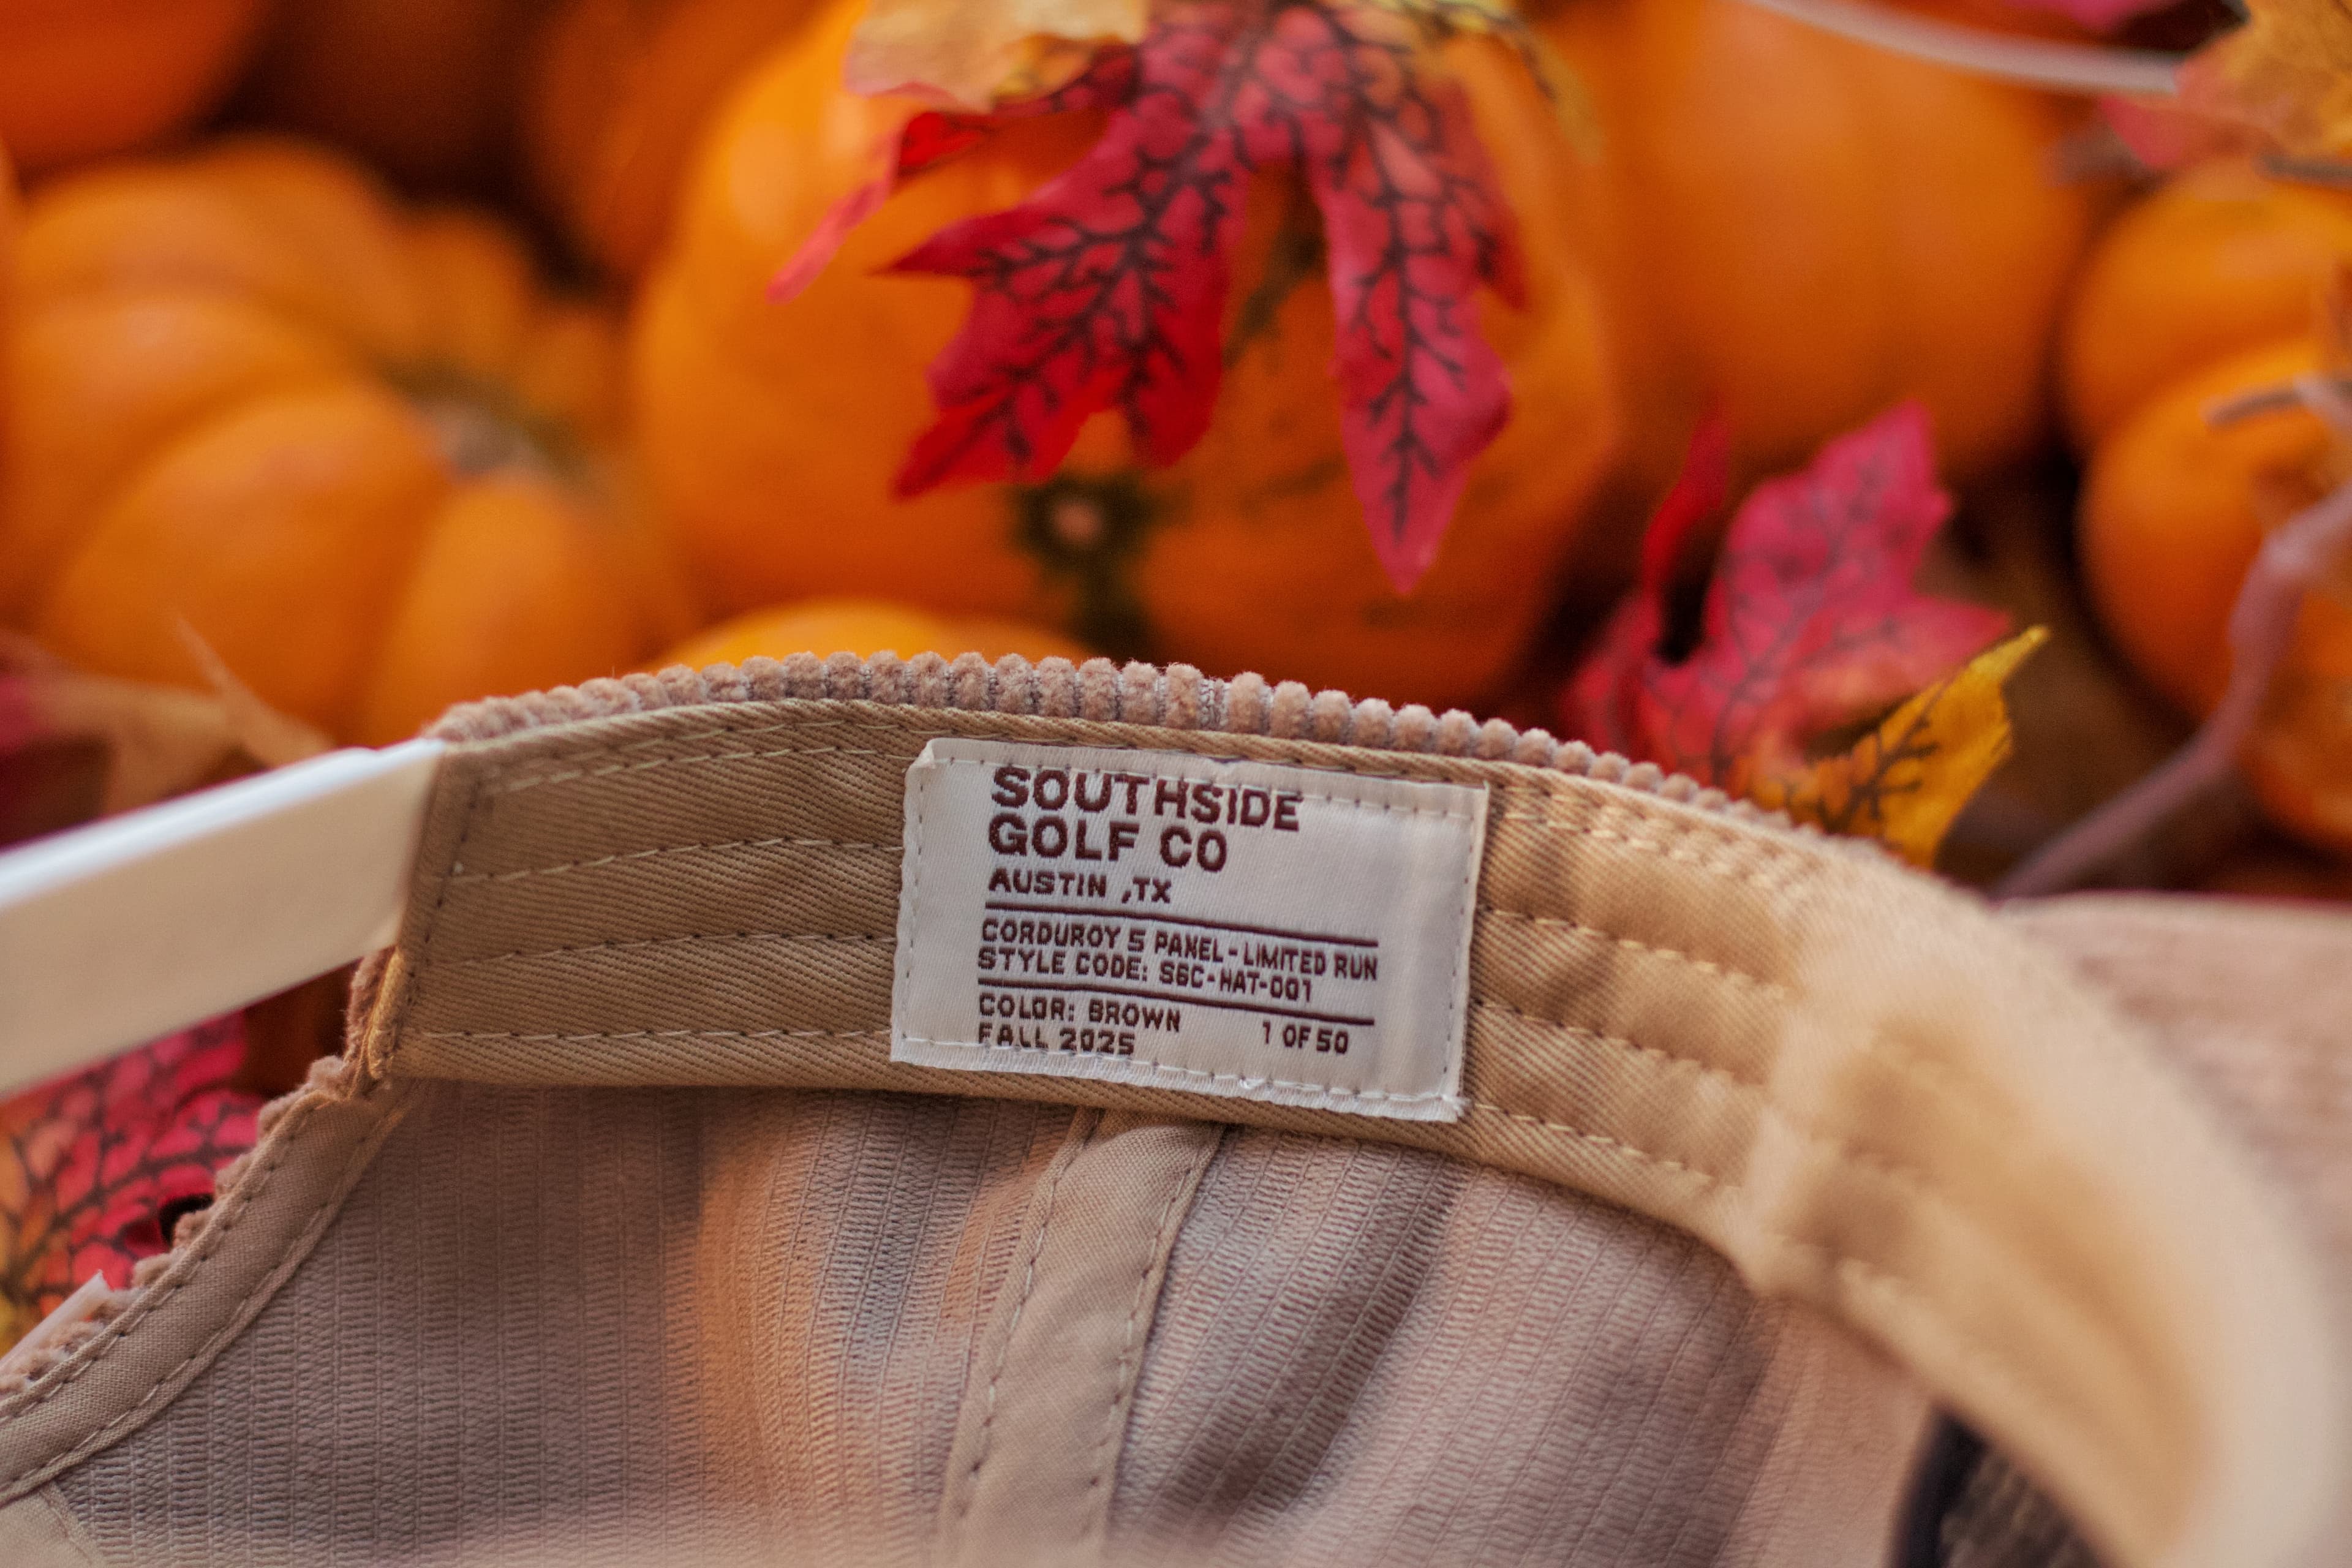 SOUTHSIDE
GOLF CO
AUSTIN ,TX
CORDUROY 5 PANEL-LIMITED RUN
STYLE CODE: SGC-HAT-001
COLOR: BROWN 1 OF 50
FALL 2025